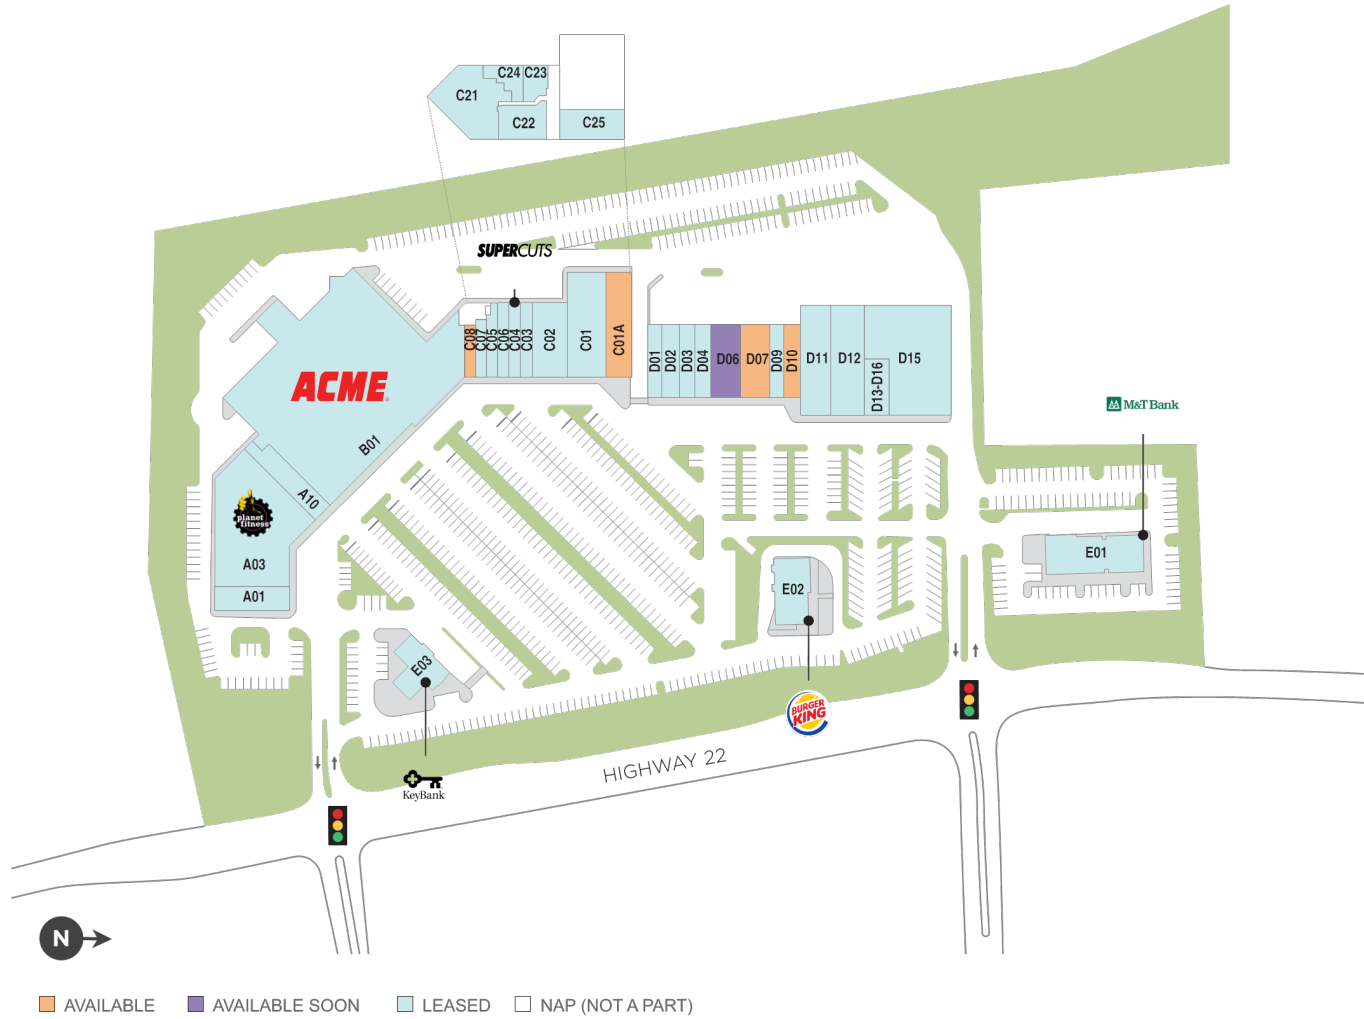 C24 C23
C21
C22
C25
SUPERCUTS
C08
C07
C05
C06
C04
C03
C02
C01
C01A
D01
D02
D03
D04
D06
D07
D09
D10
D11
D12
D13-D16
D15
ACME
B01
M&T Bank
A10
planet
fitness
A03
A01
E01
E02
E03
BURGER
KING
HIGHWAY 22
KeyBank
N
AVAILABLE
AVAILABLE SOON
LEASED
NAP (NOT A PART)